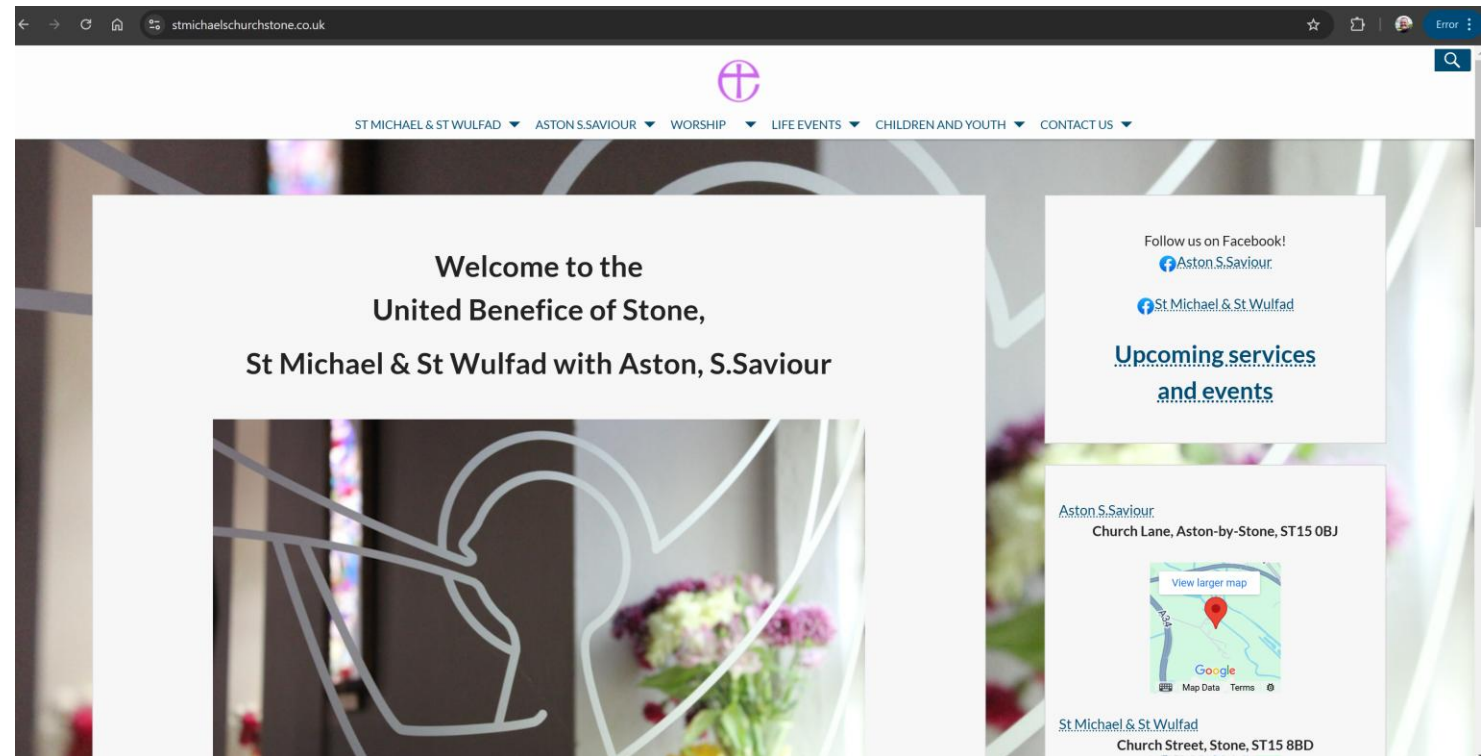 stmichaelschurchstone.co.uk
Error
ST MICHAEL & ST WULFAD
ASTON S.SAVIOUR
WORSHIP
LIFE EVENTS
CHILDREN AND YOUTH
CONTACT US
Welcome to the
United Benefice of Stone,
St Michael & St Wulfad with Aston, S.Saviour
Follow us on Facebook!
Aston S.Saviour
St Michael & St Wulfad
Upcoming services
and events
Aston S.Saviour
Church Lane, Aston-by-Stone, ST15 0BJ
View larger map
A34
Google
Map Data Terms
St Michael & St Wulfad
Church Street, Stone, ST15 8BD